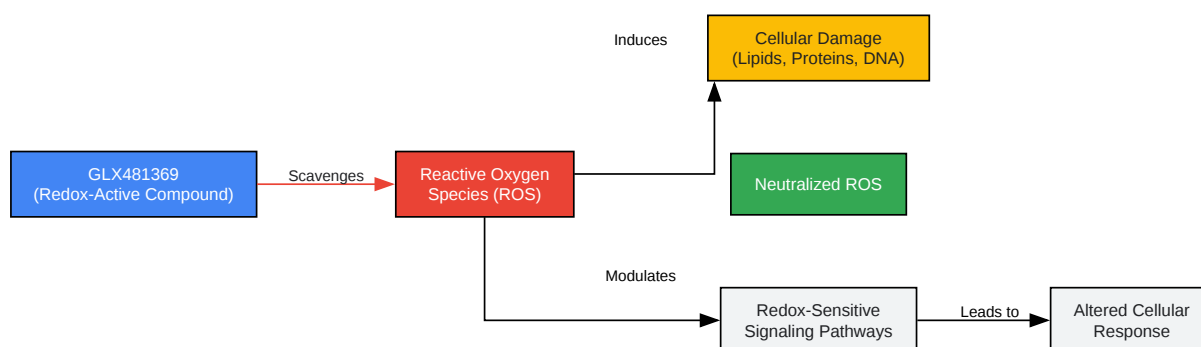 Induces
Cellular Damage
(Lipids, Proteins, DNA)
GLX481369
(Redox-Active Compound)
Scavenges
Reactive Oxygen
Species (ROS)
Neutralized ROS
Modulates
Redox-Sensitive
Signaling Pathways
Leads to
Altered Cellular
Response